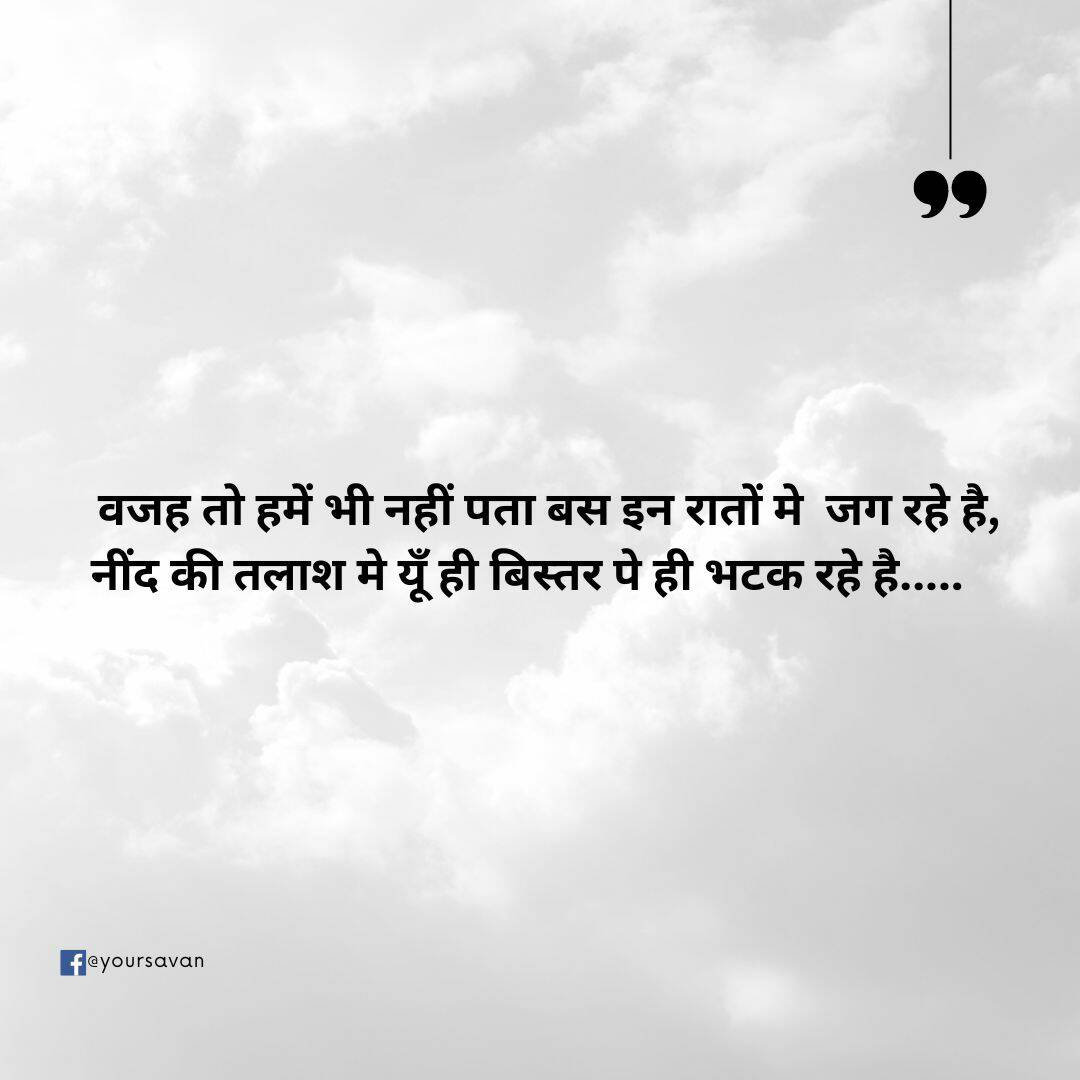 ”
वजह तो हमें भी नहीं पता बस इन रातों मे जग रहे है,
नींद की तलाश मे यूँ ही बिस्तर पे ही भटक रहे है.....
@yoursavan